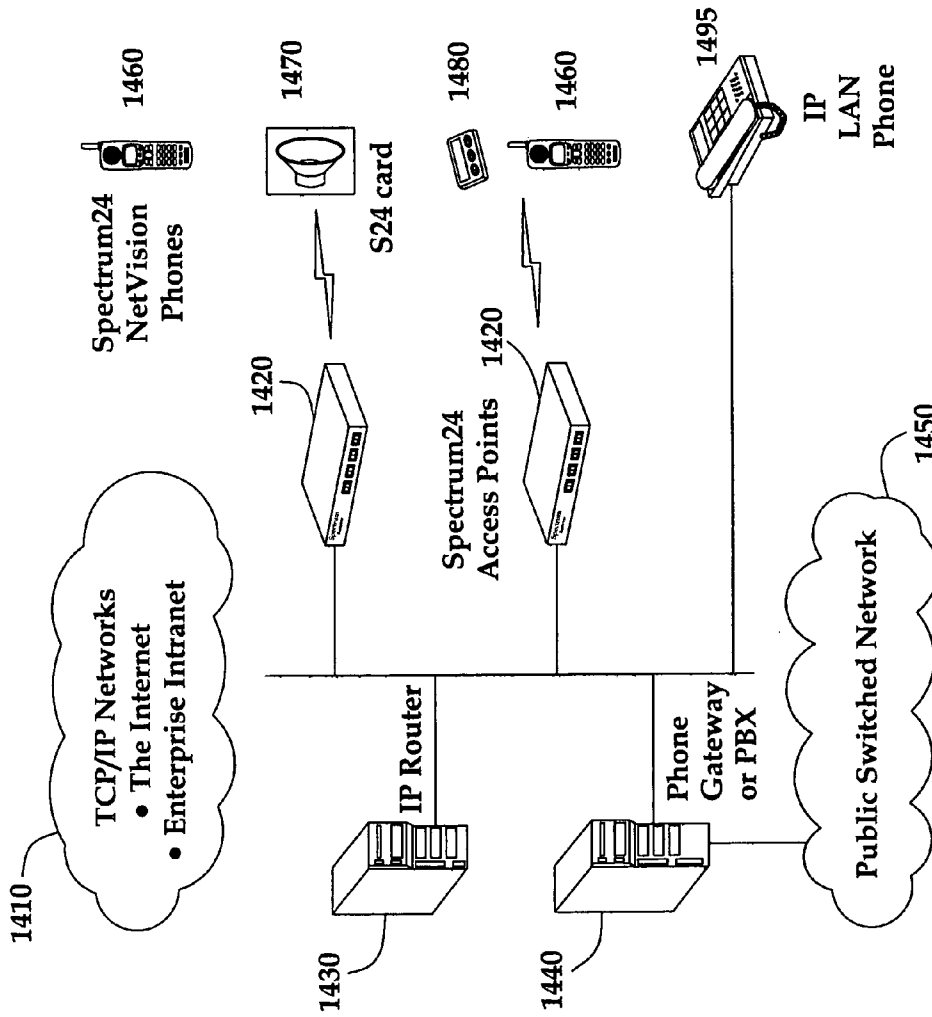 1410
TCP/IP Networks
• The Internet
• Enterprise Intranet
Spectrum24
NetVision
Phones
1460
1420
1470
S24 card
1430
IP Router
Spectrum24
Access Points
1420
1480
1460
1440
Phone
Gateway
or PBX
1495
IP
LAN
Phone
Public Switched Network
1450